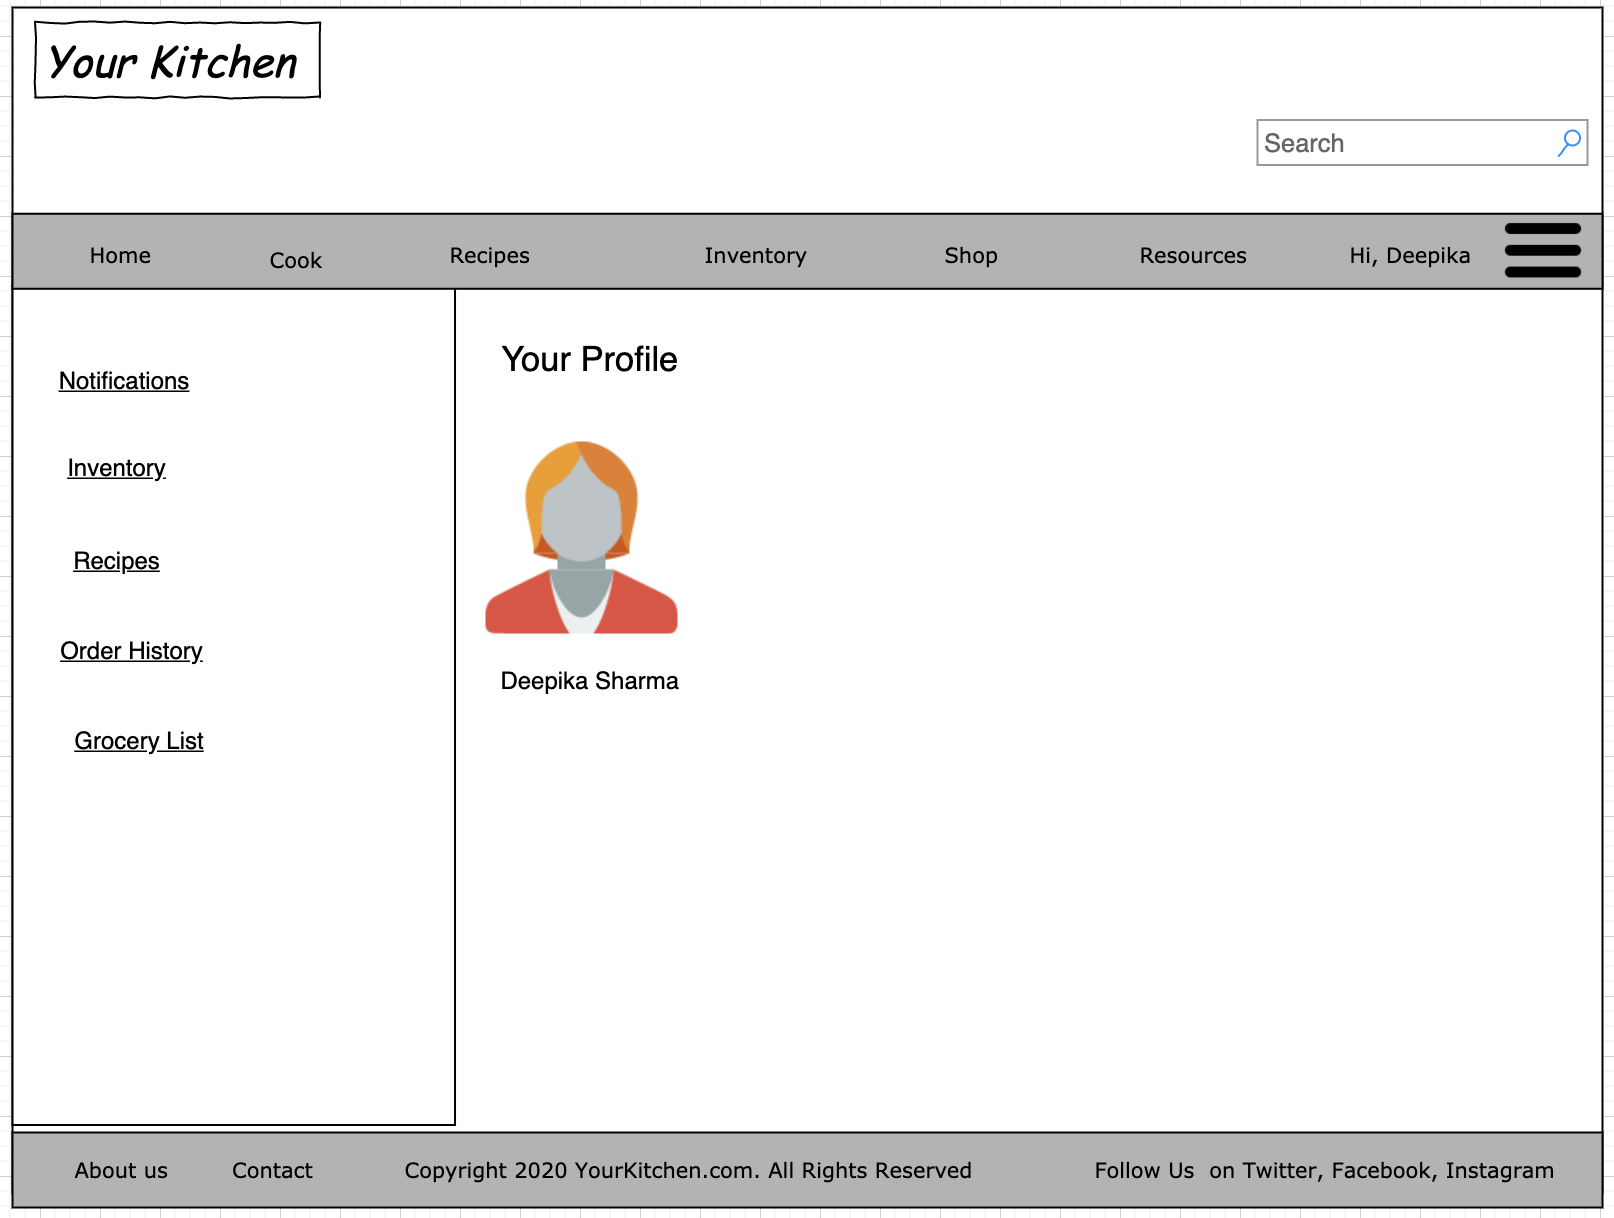 Your Kitchen
Search
Home Cook Recipes Inventory Shop Resources Hi, Deepika
Notifications
Inventory
Recipes
Order History
Grocery List
Your Profile
Deepika Sharma
About us Contact Copyright 2020 YourKitchen.com. All Rights Reserved Follow Us on Twitter, Facebook, Instagram